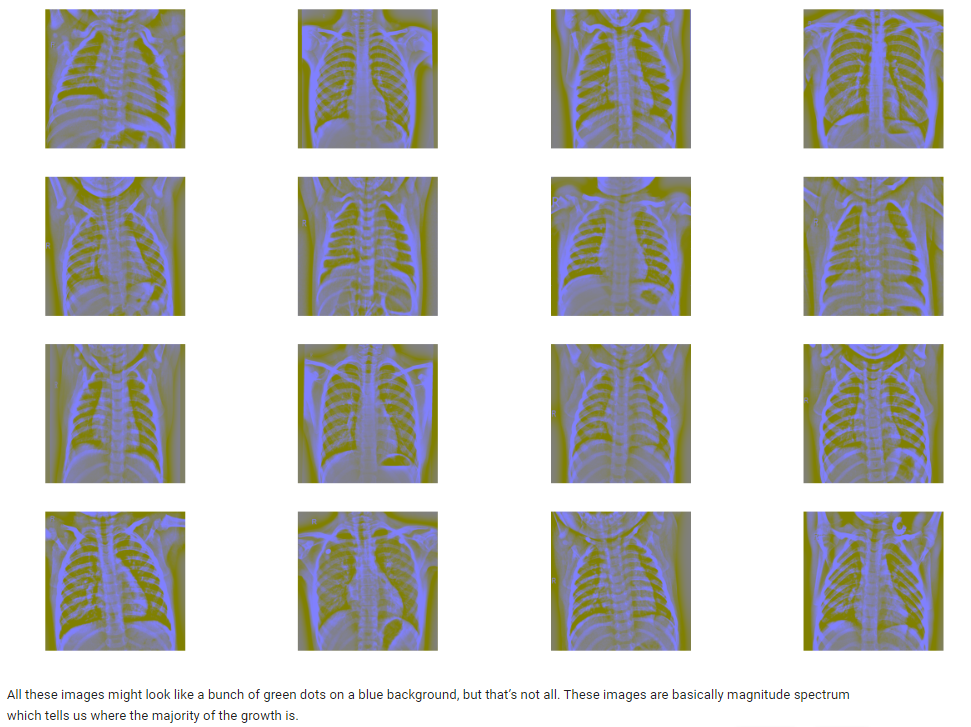 All these images might look like a bunch of green dots on a blue background, but that’s not all. These images are basically magnitude spectrum
which tells us where the majority of the growth is.